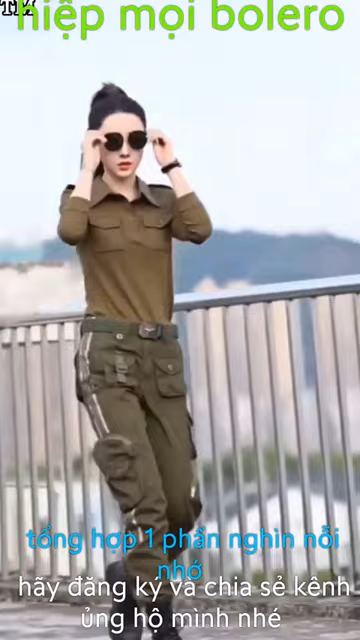 hiệp mọi bolero
tổng hợp 1 phần nghìn nỗi
nhớ
hãy đăng ký và chia sẻ kênh
ủng hộ mình nhé